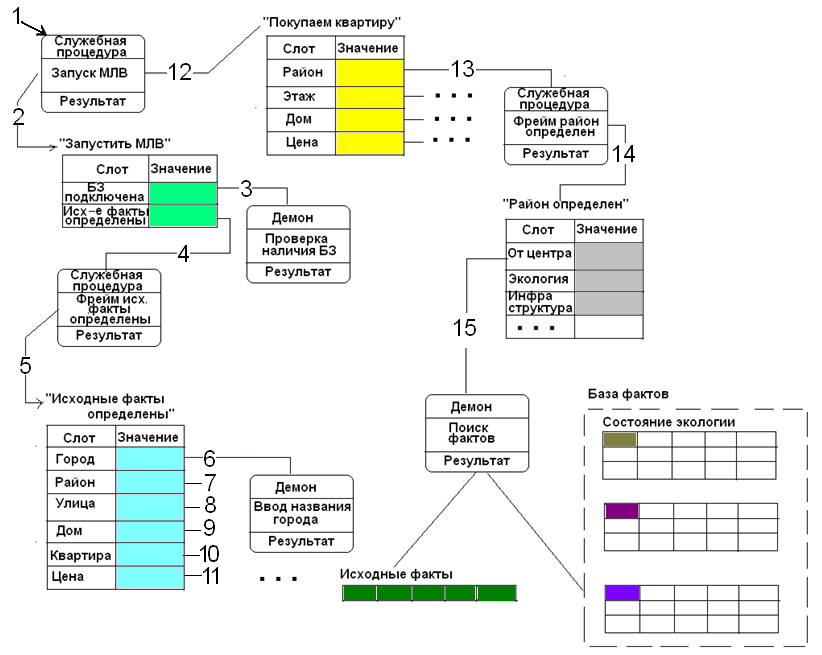 1
Служебная
процедура
Запуск МЛВ
Результат
12
"Покупаем квартиру"
Слот Значение
Район
Этаж
Дом
Цена
13
Служебная
процедура
Фрейм район
определен
Результат
14
2
"Запустить МЛВ"
Слот Значение
БЗ
подключена
Исх-е факты
определены
3
Демон
Проверка
наличия БЗ
Результат
4
Служебная
процедура
Фрейм исх.
факты
определены
Результат
"Район определен"
Слот Значение
От центра
Экология
Инфра
структура
15
5
"Исходные факты
определены"
Слот Значение
Город
Район
Улица
Дом
Квартира
Цена
6
7
8
9
10
11
Демон
Ввод названия
города
Результат
Демон
Поиск
фактов
Результат
Исходные факты
База фактов
Состояние экологии